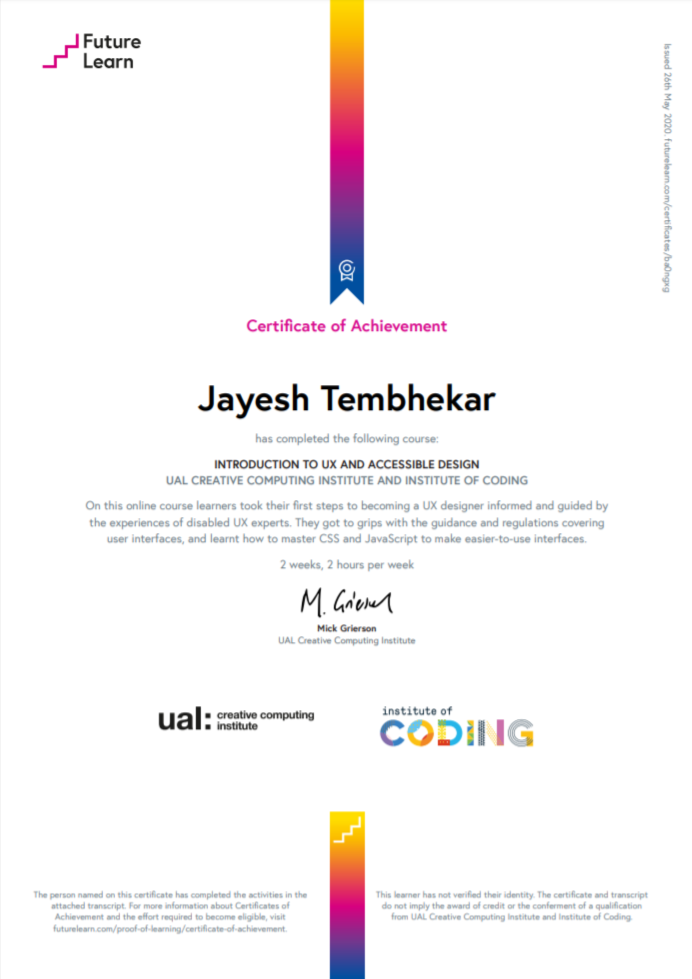 Future
Learn
Issued 26th May 2020. futurelearn.com/certificates/ba0ngxg
Certificate of Achievement
Jayesh Tembhekar
has completed the following course:
INTRODUCTION TO UX AND ACCESSIBLE DESIGN
UAL CREATIVE COMPUTING INSTITUTE AND INSTITUTE OF CODING
On this online course learners took their first steps to becoming a UX designer informed and guided by
the experiences of disabled UX experts. They got to grips with the guidance and regulations covering
user interfaces, and learnt how to master CSS and JavaScript to make easier-to-use interfaces.
2 weeks, 2 hours per week
M. Grierson
Mick Grierson
UAL Creative Computing Institute
ual: creative computing
institute
institute of
CODING
The person named on this certificate has completed the activities in the
attached transcript. For more information about Certificates of
Achievement and the effort required to become eligible, visit
futurelearn.com/proof-of-learning/certificate-of-achievement.
This learner has not verified their identity. The certificate and transcript
do not imply the award of credit or the conferment of a qualification
from UAL Creative Computing Institute and Institute of Coding.